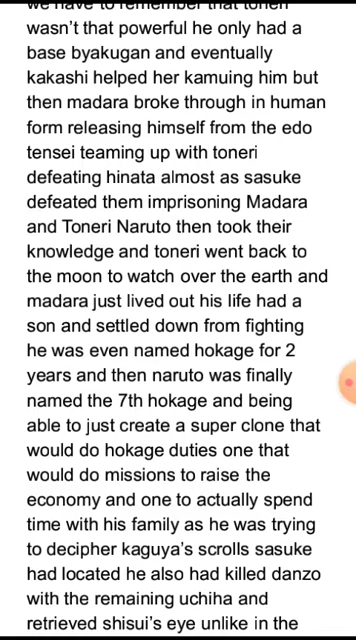 we have to remember that toneri
wasn't that powerful he only had a
base byakugan and eventually
kakashi helped her kamuing him but
then madara broke through in human
form releasing himself from the edo
tensei teaming up with toneri
defeating hinata almost as sasuke
defeated them imprisoning Madara
and Toneri Naruto then took their
knowledge and toneri went back to
the moon to watch over the earth and
madara just lived out his life had a
son and settled down from fighting
he was even named hokage for 2
years and then naruto was finally
named the 7th hokage and being
able to just create a super clone that
would do hokage duties one that
would do missions to raise the
economy and one to actually spend
time with his family as he was trying
to decipher kaguya's scrolls sasuke
had located he also had killed danzo
with the remaining uchiha and
retrieved shisui's eye unlike in the